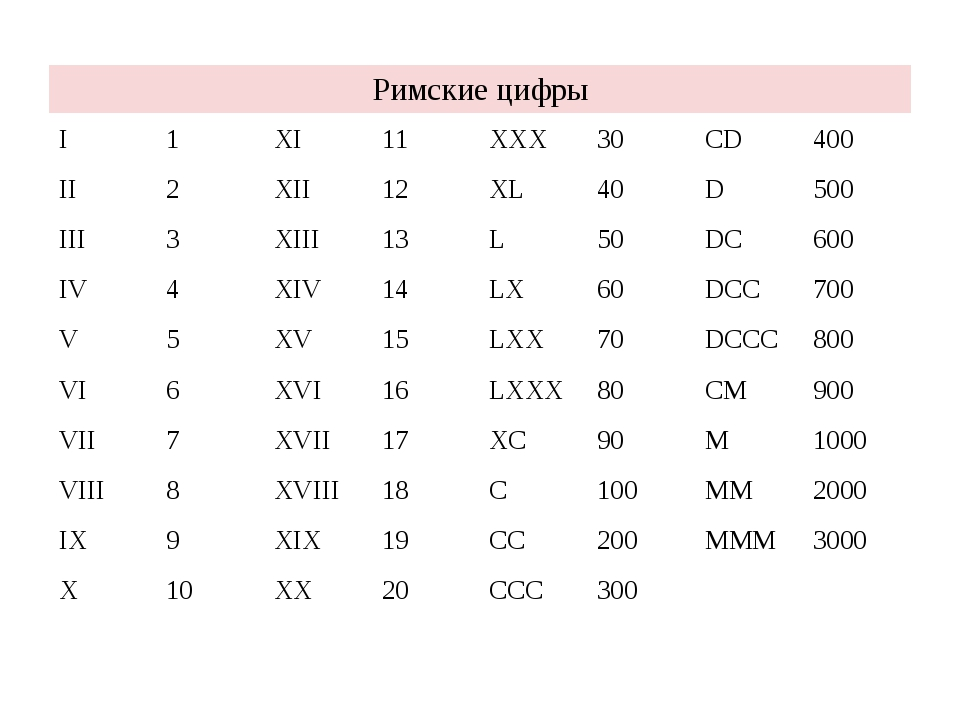 Римские цифры
I 1 XI 11 XXX 30 CD 400
II 2 XII 12 XL 40 D 500
III 3 XIII 13 L 50 DC 600
IV 4 XIV 14 LX 60 DCC 700
V 5 XV 15 LXX 70 DCCC 800
VI 6 XVI 16 LXXX 80 CM 900
VII 7 XVII 17 XC 90 M 1000
VIII 8 XVIII 18 C 100 MM 2000
IX 9 XIX 19 CC 200 MMM 3000
X 10 XX 20 CCC 300